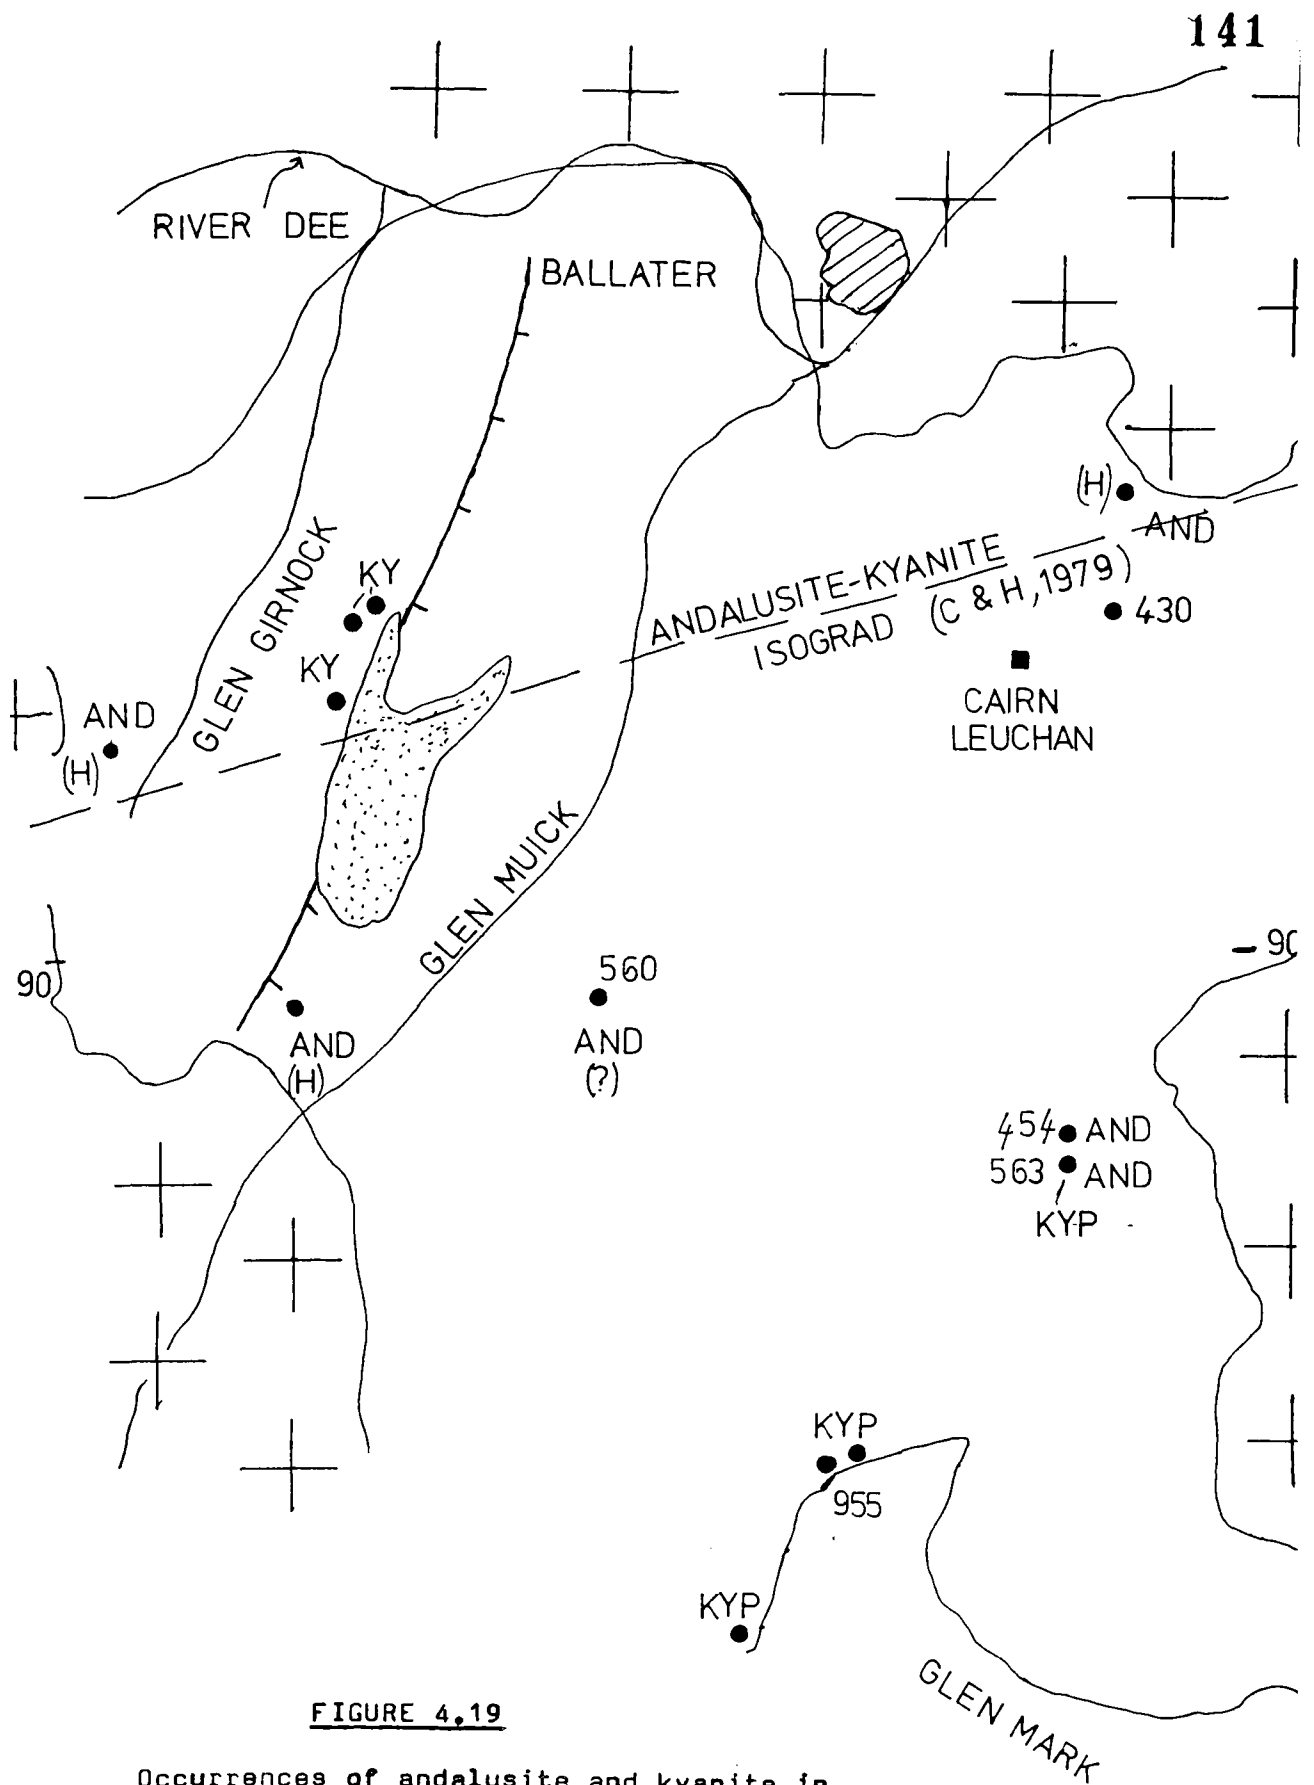 141
RIVER DEE
BALLATER
(H)
AND
ANDALUSITE-KYANITE
ISOGRAD (C & H, 1979)
430
CAIRN
LEUCHAN
GLEN GIRNOCK
KY
KY
AND
(H)
GLEN MUICK
90
90
560
AND
(?)
AND
(H)
454 AND
563 AND
KYP
KYP
955
KYP
GLEN MARK
FIGURE 4.19
Occurrences of andalusite and kyanite in